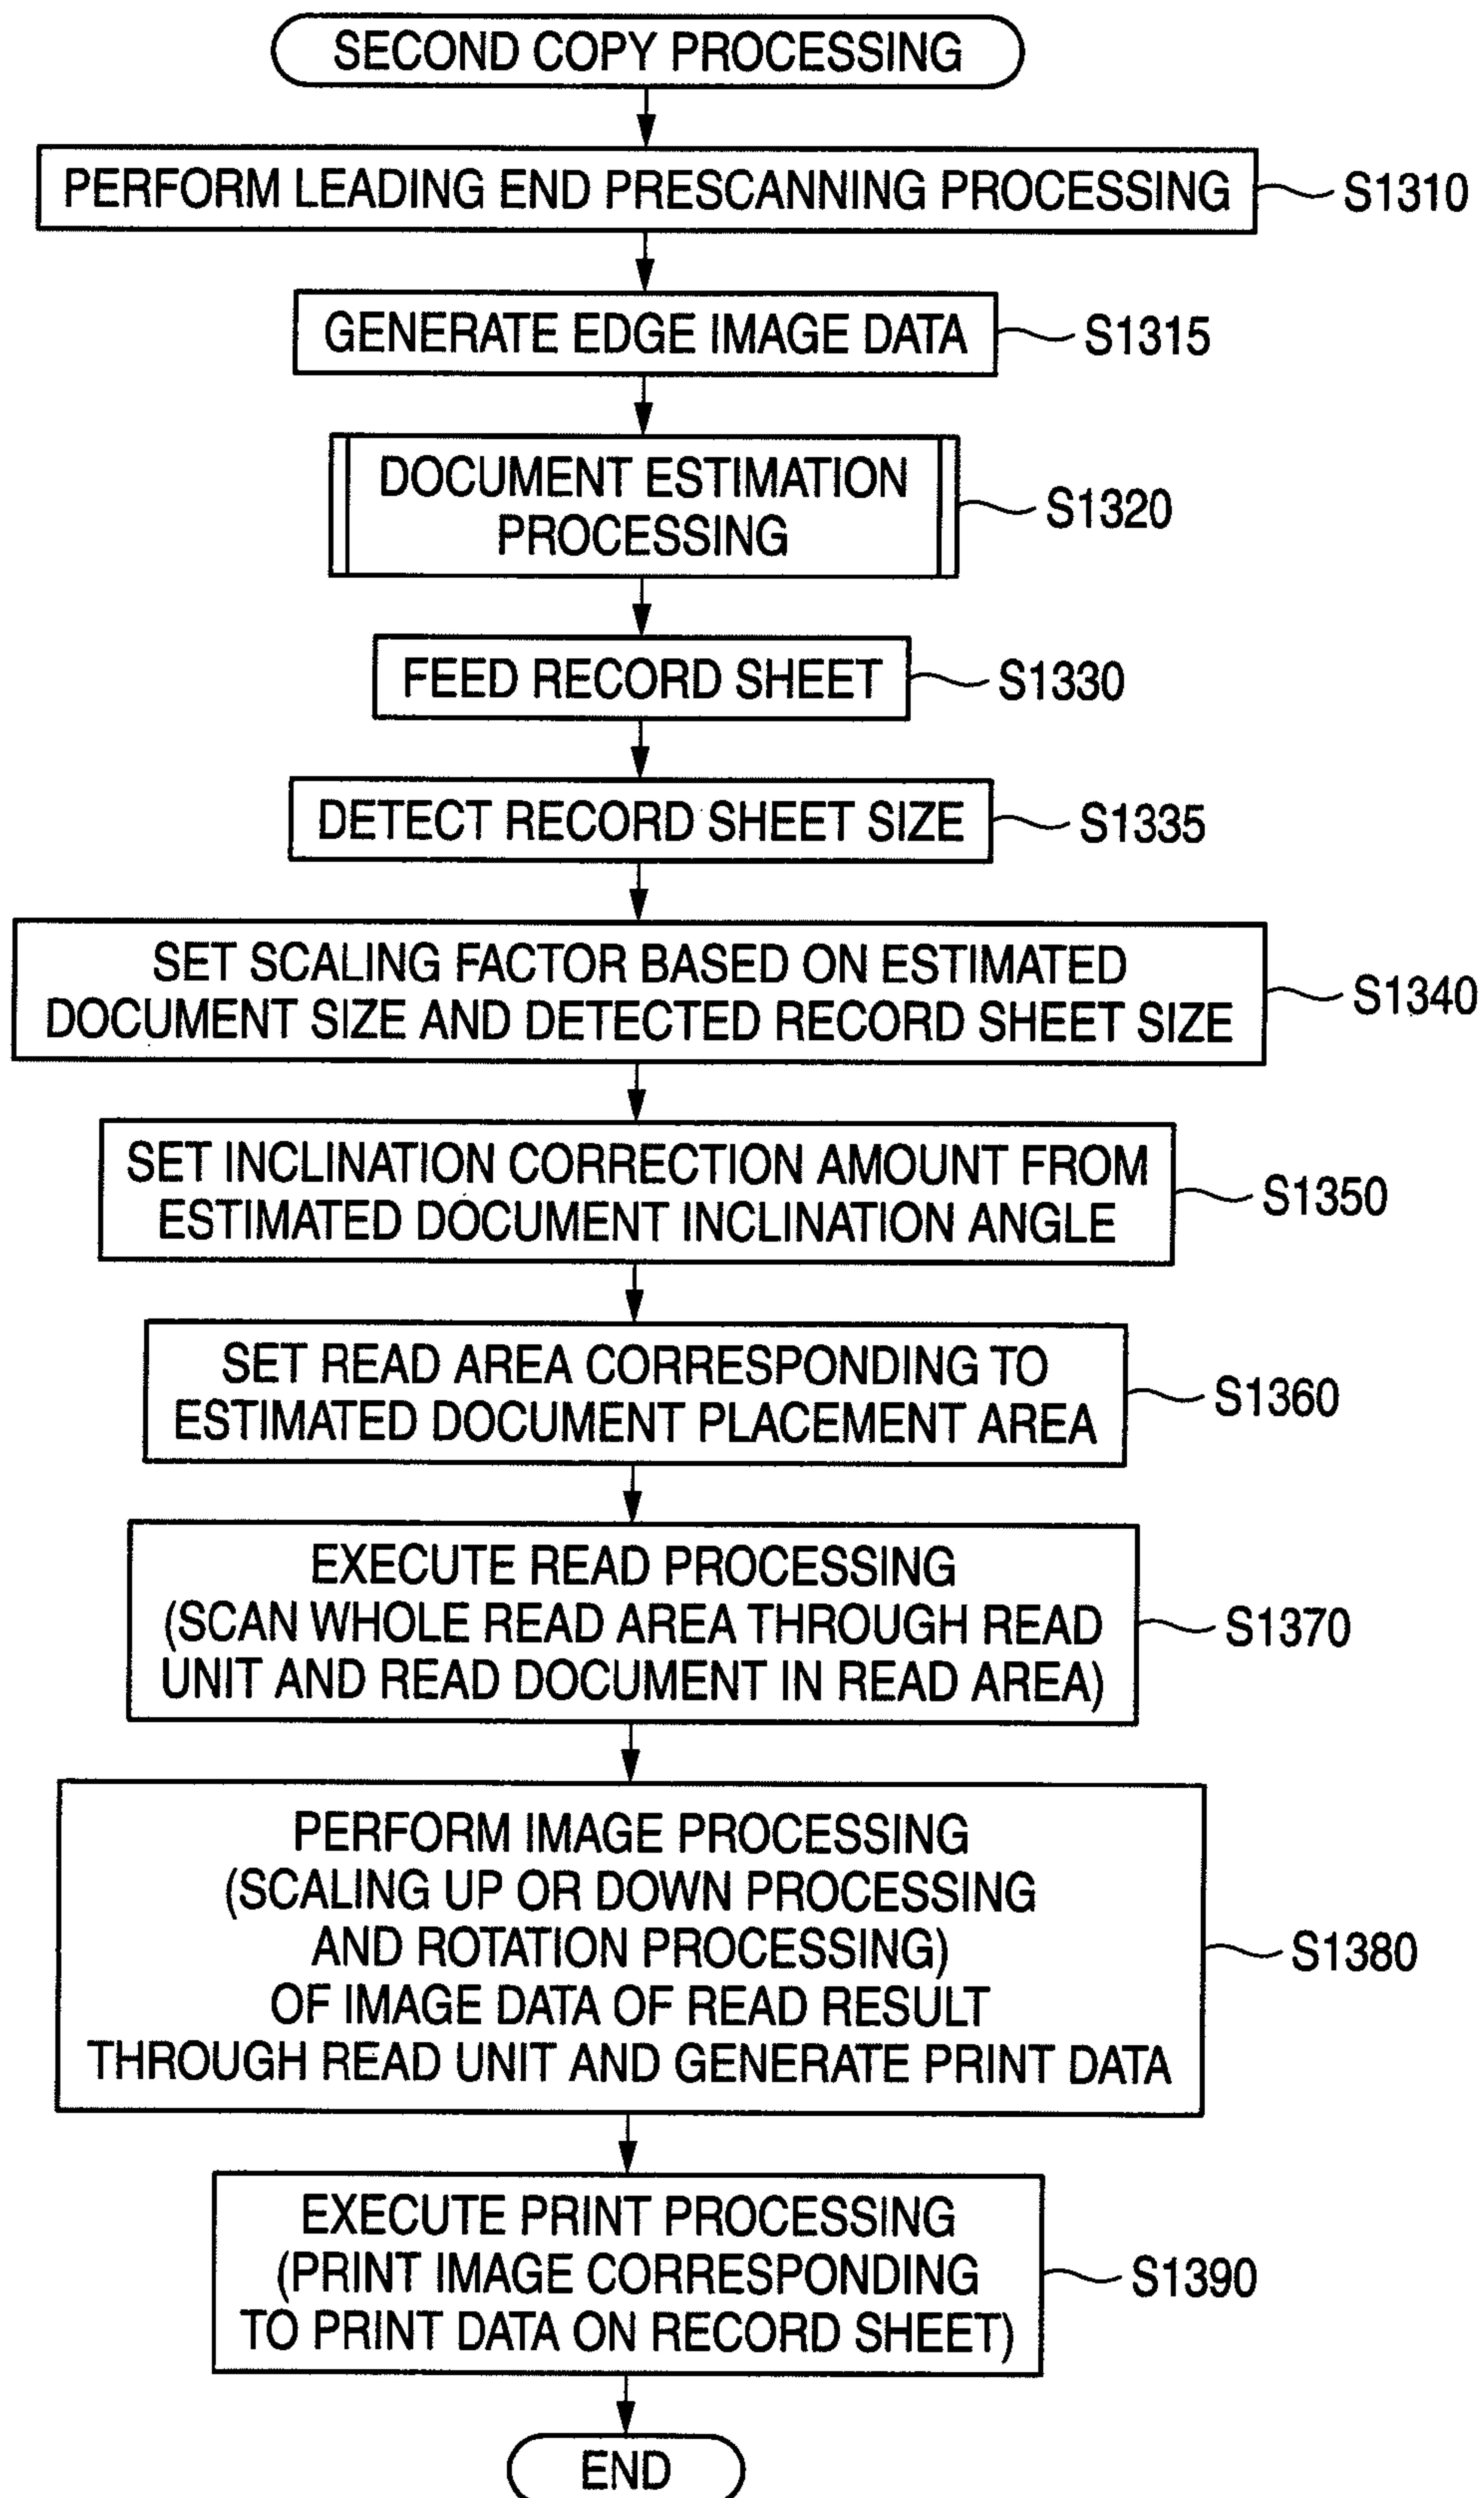 SECOND COPY PROCESSING
PERFORM LEADING END PRESCANNING PROCESSING
S1310
GENERATE EDGE IMAGE DATA
S1315
DOCUMENT ESTIMATION
PROCESSING
S1320
FEED RECORD SHEET
S1330
DETECT RECORD SHEET SIZE
S1335
SET SCALING FACTOR BASED ON ESTIMATED
DOCUMENT SIZE AND DETECTED RECORD SHEET SIZE
S1340
SET INCLINATION CORRECTION AMOUNT FROM
ESTIMATED DOCUMENT INCLINATION ANGLE
S1350
SET READ AREA CORRESPONDING TO
ESTIMATED DOCUMENT PLACEMENT AREA
S1360
EXECUTE READ PROCESSING
(SCAN WHOLE READ AREA THROUGH READ
UNIT AND READ DOCUMENT IN READ AREA)
S1370
PERFORM IMAGE PROCESSING
(SCALING UP OR DOWN PROCESSING
AND ROTATION PROCESSING)
OF IMAGE DATA OF READ RESULT
THROUGH READ UNIT AND GENERATE PRINT DATA
S1380
EXECUTE PRINT PROCESSING
(PRINT IMAGE CORRESPONDING
TO PRINT DATA ON RECORD SHEET)
S1390
END